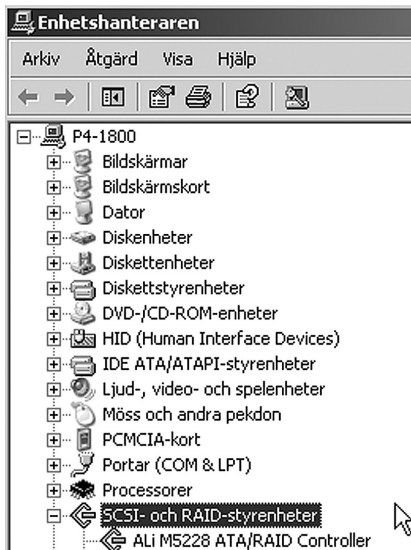 Enhetshanteraren
Arkiv Åtgärd Visa Hjälp
P4-1800
Bildskärmar
Bildskärmskort
Dator
Diskenheter
Diskettenheter
Diskettstyrenheter
DVD-/CD-ROM-enheter
HID (Human Interface Devices)
IDE ATA/ATAPI-styrenheter
Ljud-, video- och spelenheter
Möss och andra pekdon
PCMCIA-kort
Portar (COM & LPT)
Processorer
SCSI- och RAID-styrenheter
ALi M5228 ATA/RAID Controller